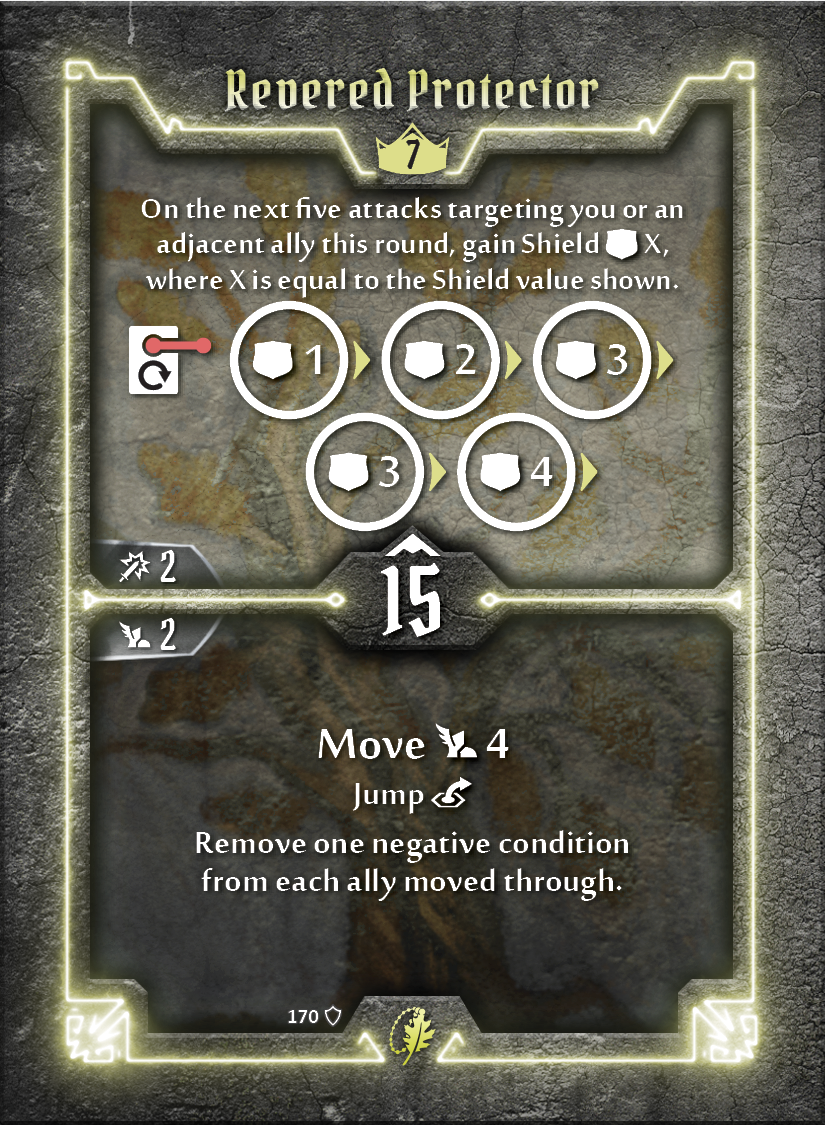 Revered Protector
7
On the next five attacks targeting you or an
adjacent ally this round, gain Shield X,
where X is equal to the Shield value shown.
1 2 3
3 4
2
15
2
Move 4
Jump
Remove one negative condition
from each ally moved through.
170